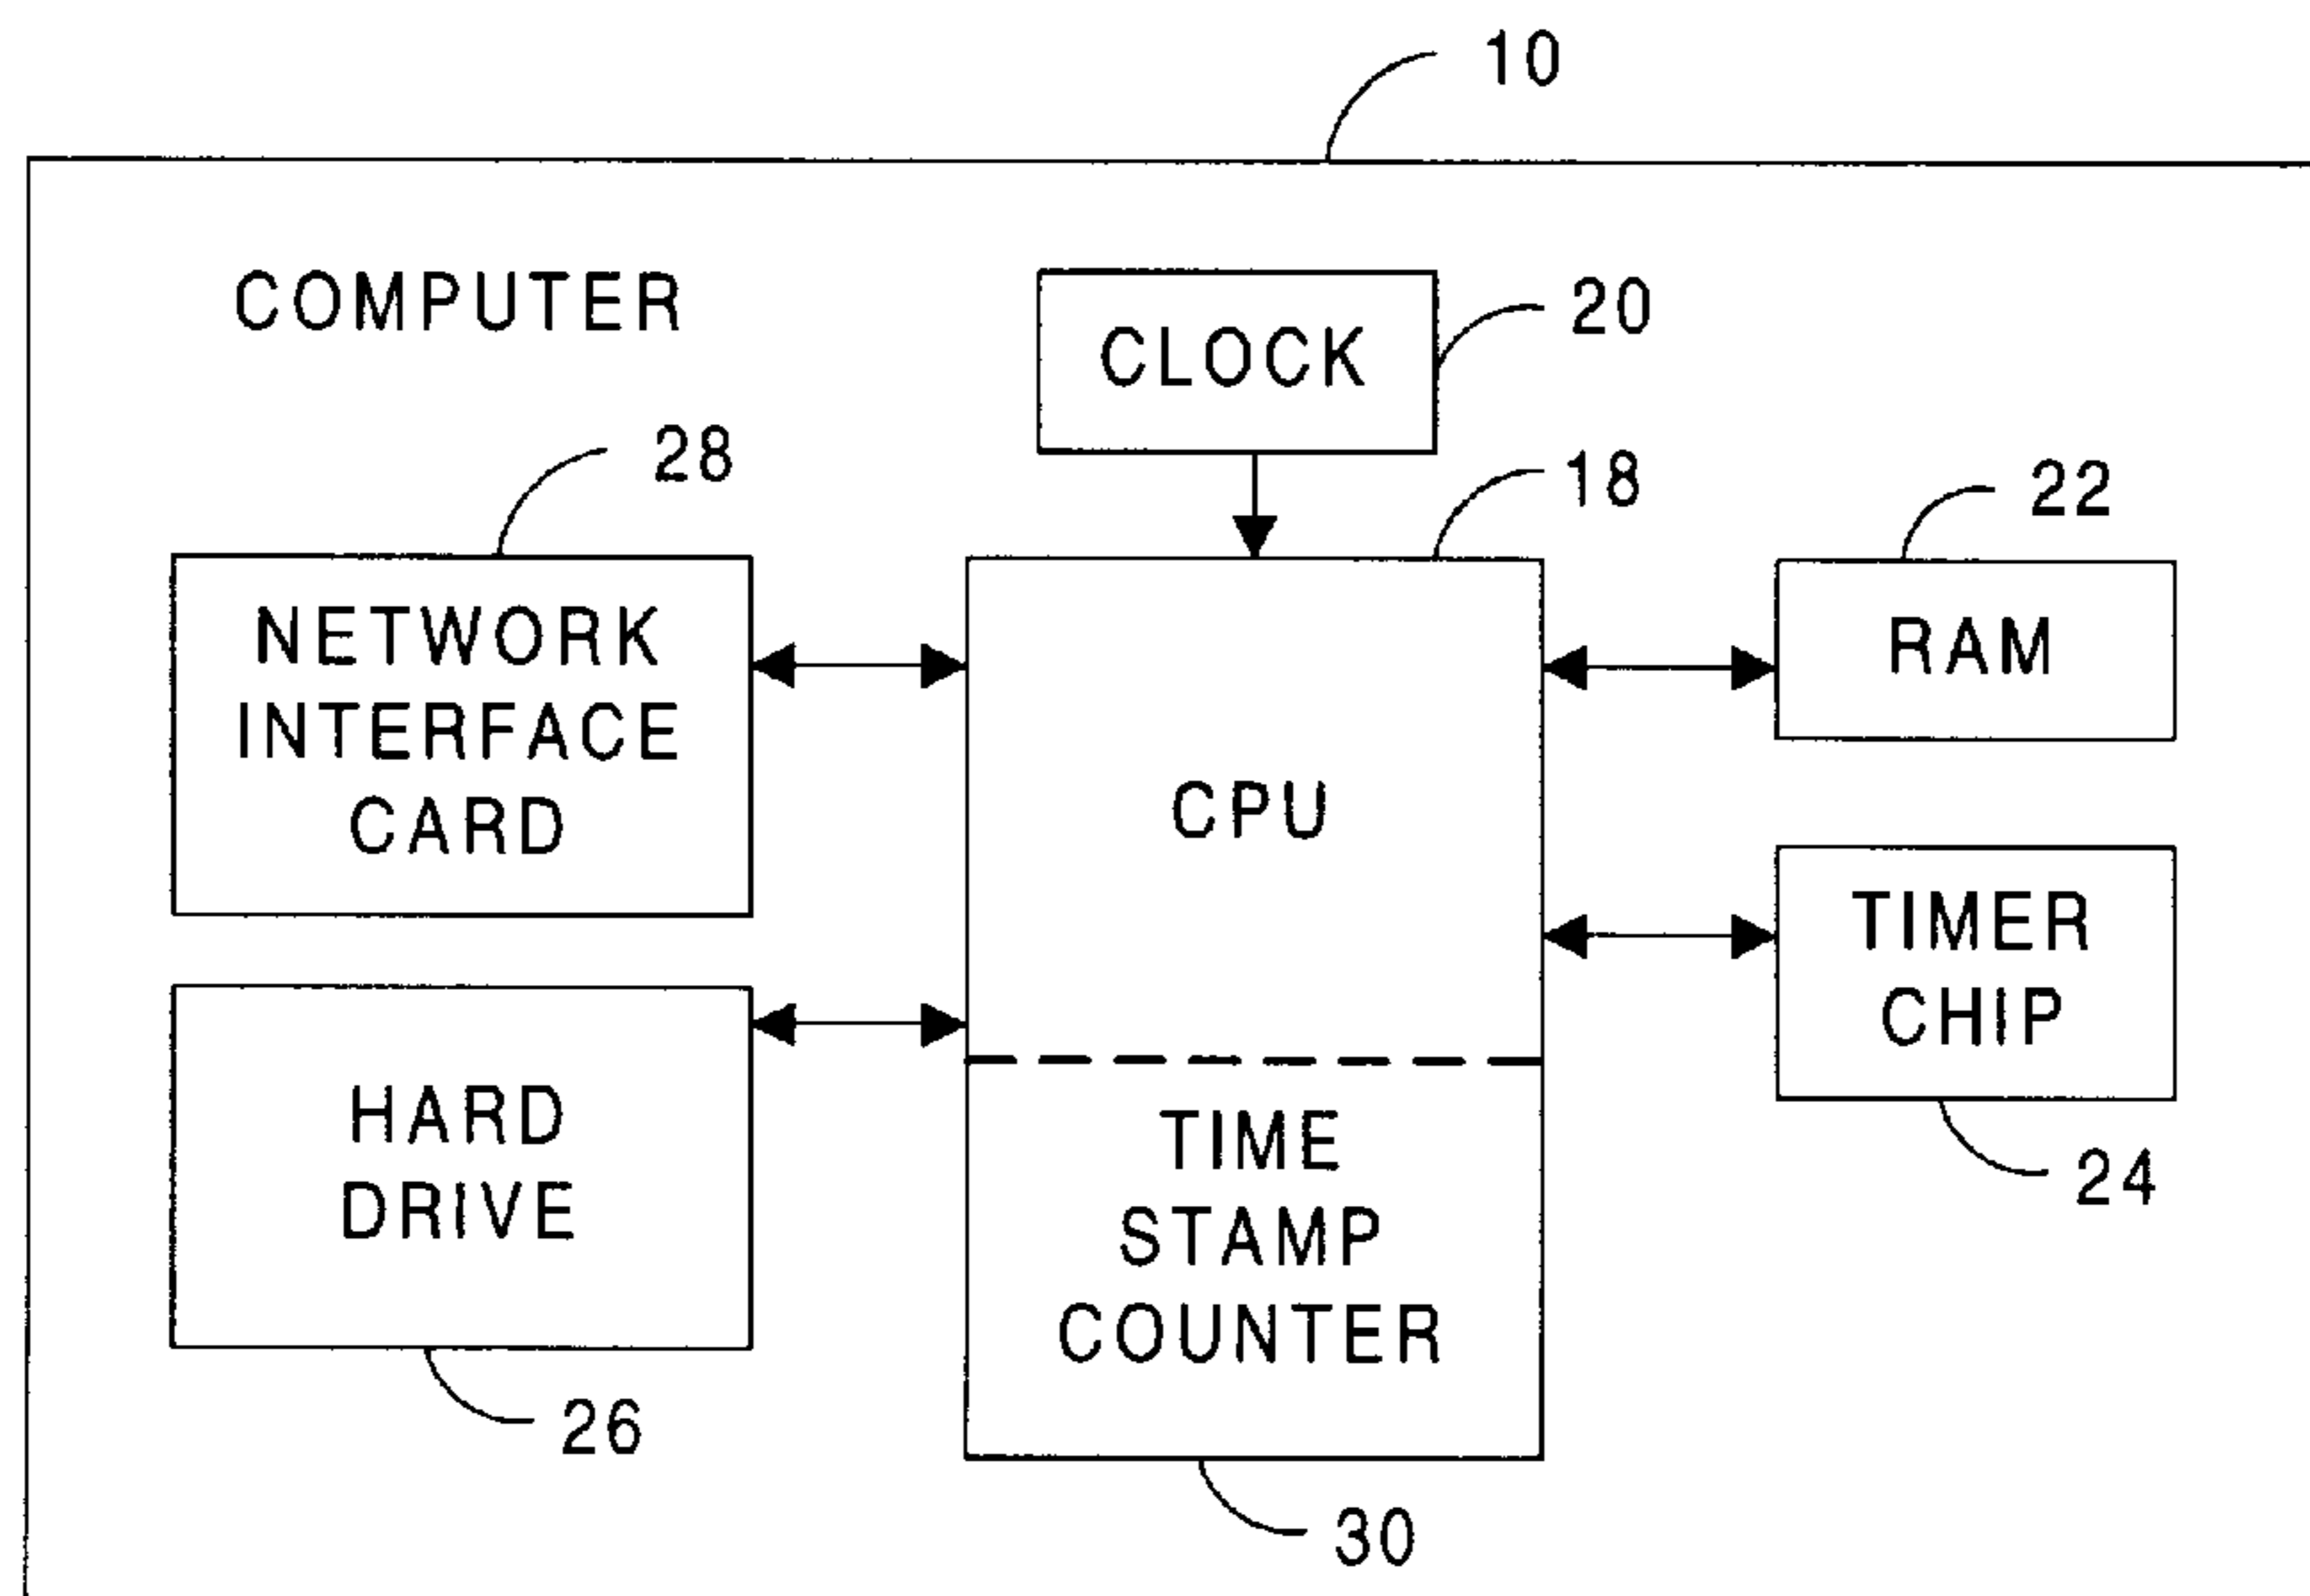 10
COMPUTER
CLOCK
20
28
18
22
NETWORK
INTERFACE
CARD
CPU
RAM
TIMER
CHIP
24
HARD
DRIVE
26
TIME
STAMP
COUNTER
30